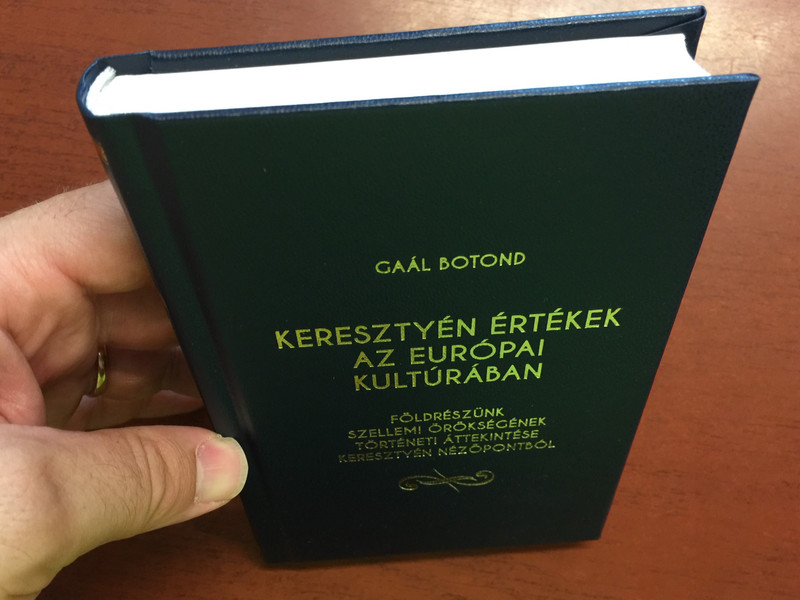 GAÁL BOTOND
KERESZTYÉN ÉRTÉKEK
AZ EURÓPAI
KULTÚRÁBAN
FÖLDRÉSZÜNK
SZELLEMI ÖRÖKSÉGÉNEK
TÖRTÉNETI ÁTTEKINTÉSE
KERESZTYÉN NÉZŐPONTBÓL